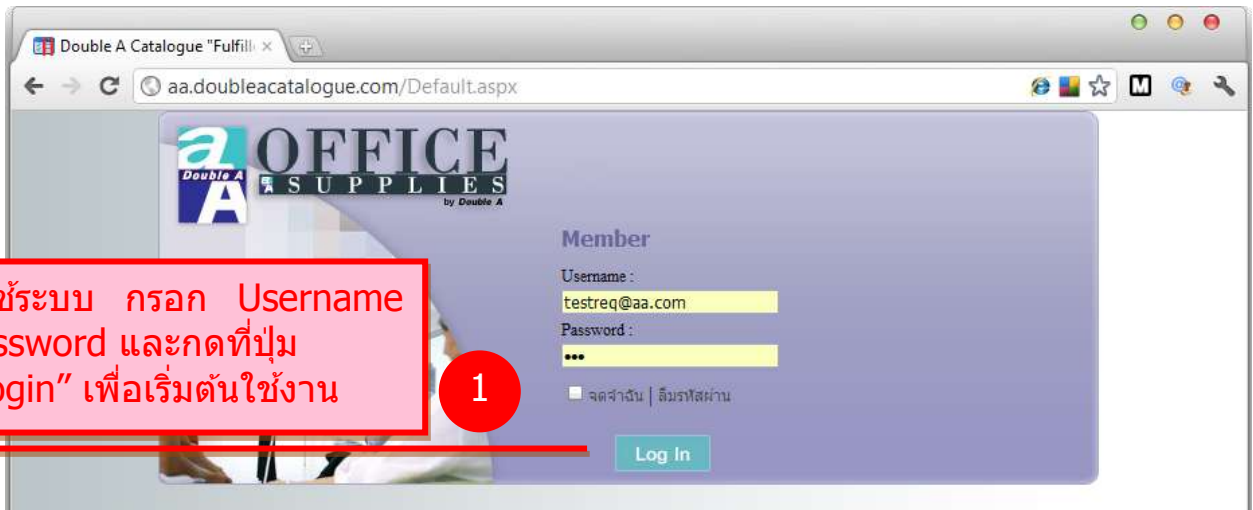 Double A Catalogue "Fulfill
aa.doubleacatalogue.com/Default.aspx
a
Double A
A
OFFICE
SUPPLIES
by Double A
Member
Username :
testreq@aa.com
Password :
•••
จดจำฉัน | ลืมรหัสผ่าน
Log In
ช้ระบบ กรอก Username
ssword และกดที่ปุ่ม
ogin” เพื่อเริ่มต้นใช้งาน
1
M